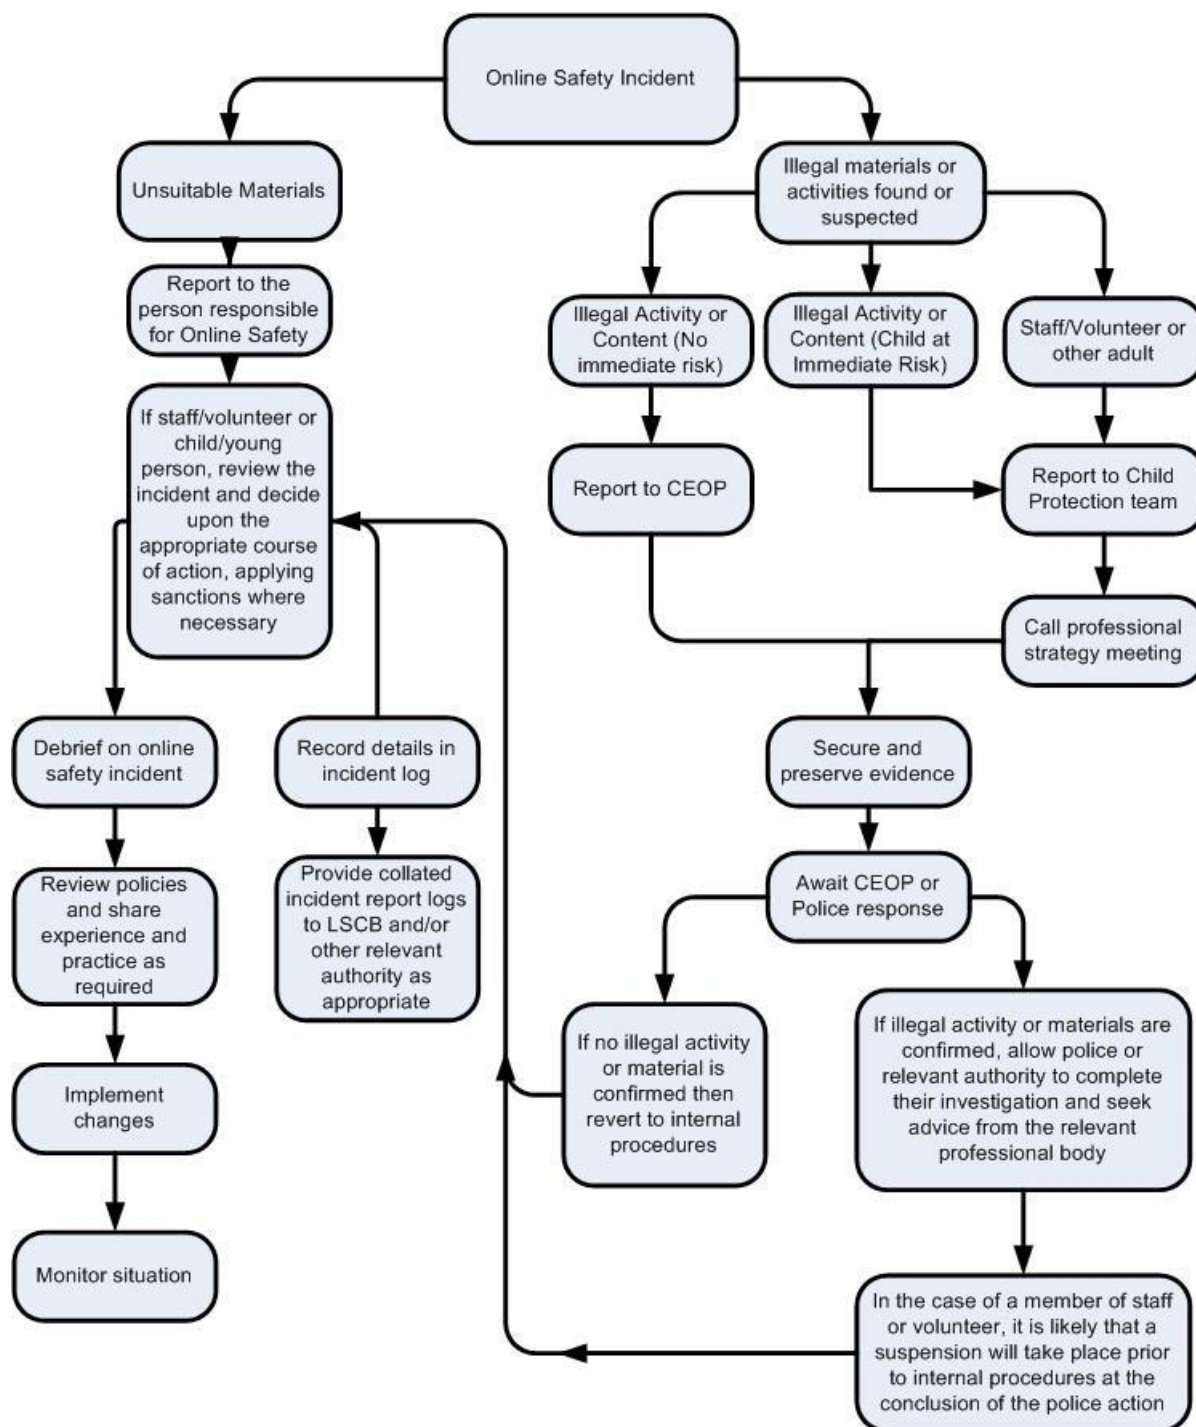 Online Safety Incident
Unsuitable Materials
Report to the
person responsible
for Online Safety
If staff/volunteer or
child/young
person, review the
incident and decide
upon the
appropriate course
of action, applying
sanctions where
necessary
Debrief on online
safety incident
Review policies
and share
experience and
practice as
required
Implement
changes
Monitor situation
Record details in
incident log
Provide collated
incident report logs
to LSCB and/or
other relevant
authority as
appropriate
Illegal materials or
activities found or
suspected
Illegal Activity or
Content (No
immediate risk)
Illegal Activity or
Content (Child at
Immediate Risk)
Staff/Volunteer or
other adult
Report to CEOP
Report to Child
Protection team
Call professional
strategy meeting
Secure and
preserve evidence
Await CEOP or
Police response
If no illegal activity
or material is
confirmed then
revert to internal
procedures
If illegal activity or materials are
confirmed, allow police or
relevant authority to complete
their investigation and seek
advice from the relevant
professional body
In the case of a member of staff
or volunteer, it is likely that a
suspension will take place prior
to internal procedures at the
conclusion of the police action